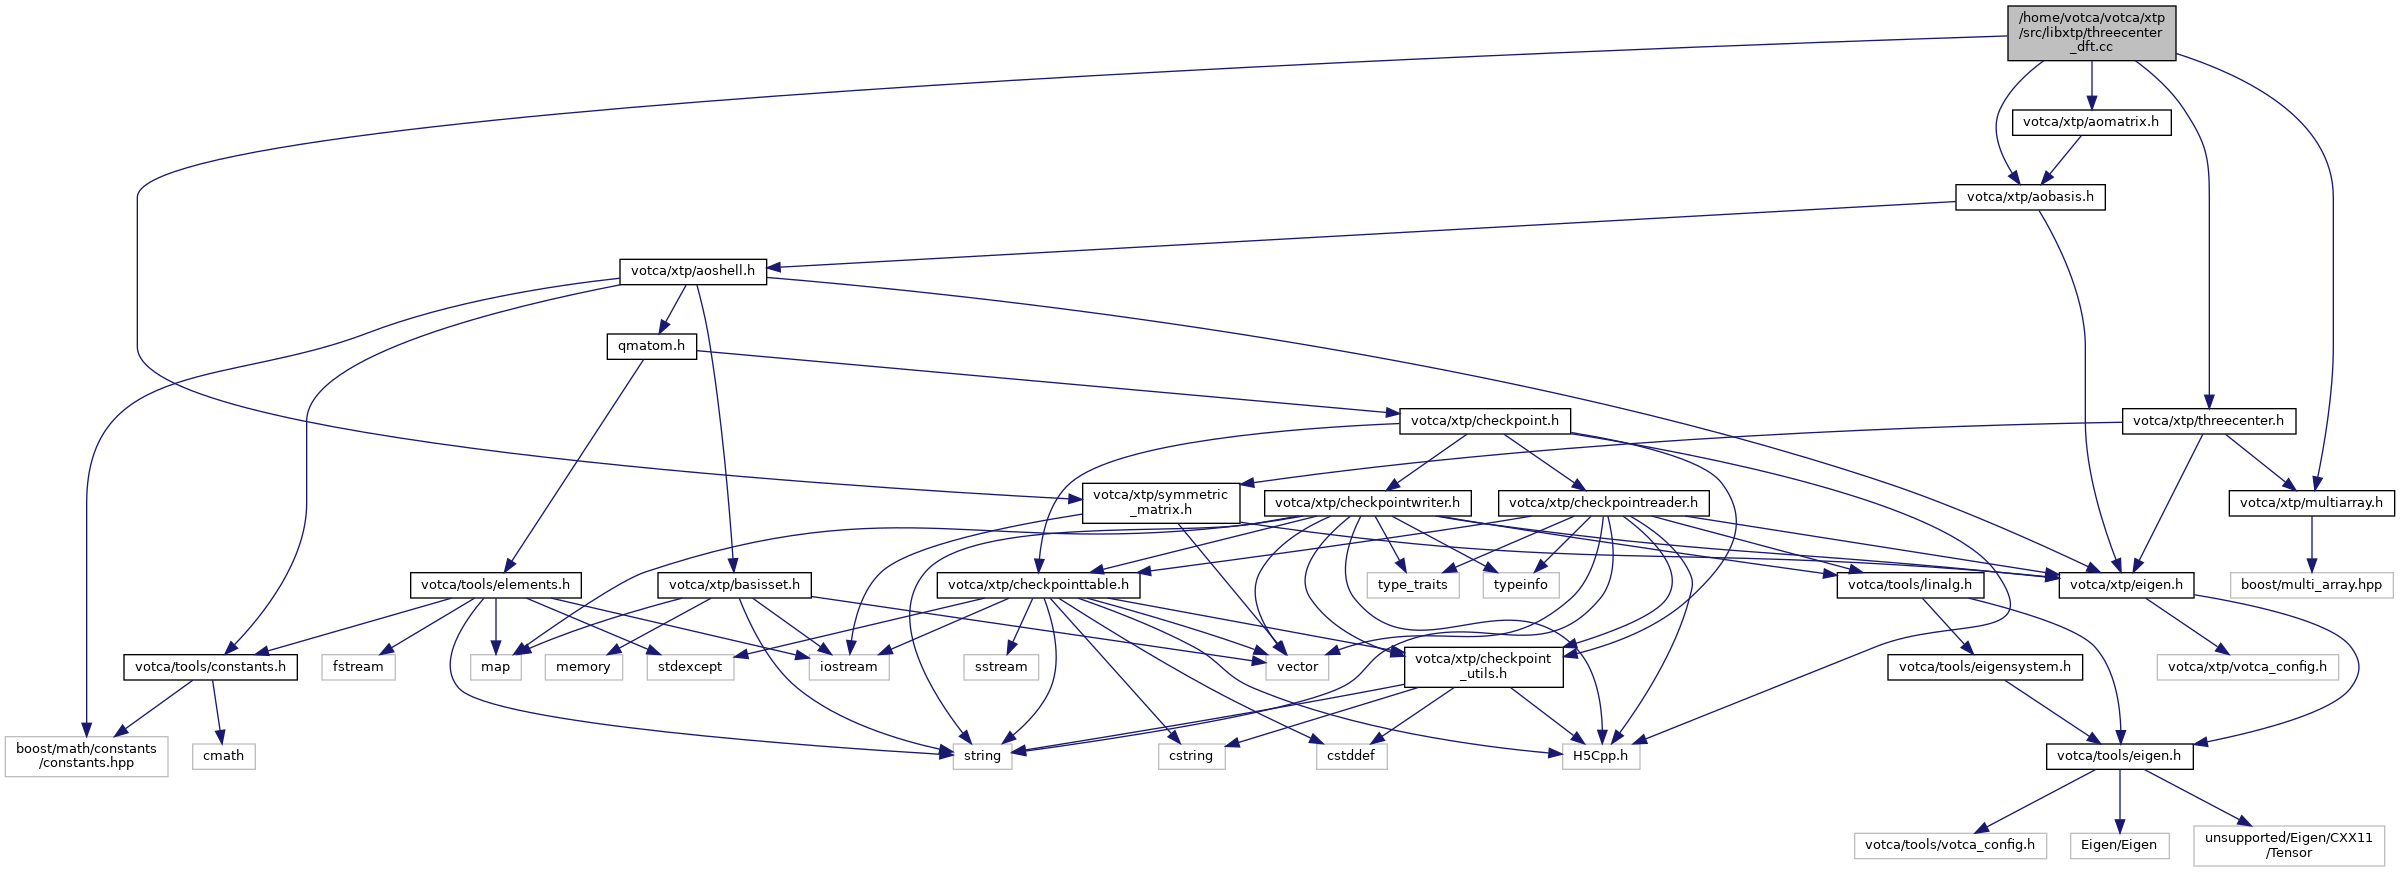 /home/votca/votca/xtp
/src/libxtp/threecenter
_dft.cc
votca/xtp/aomatrix.h
votca/xtp/aobasis.h
votca/xtp/aoshell.h
qmatom.h
votca/xtp/checkpoint.h
votca/xtp/threecenter.h
votca/xtp/symmetric
_matrix.h
votca/xtp/checkpointwriter.h
votca/xtp/checkpointreader.h
votca/xtp/multiarray.h
votca/tools/elements.h
votca/xtp/basisset.h
votca/xtp/checkpointtable.h
type_traits
typeinfo
votca/tools/linalg.h
votca/xtp/eigen.h
boost/multi_array.hpp
votca/tools/constants.h
fstream
map
memory
stdexcept
iostream
sstream
vector
votca/xtp/checkpoint
_utils.h
votca/tools/eigensystem.h
votca/xtp/votca_config.h
boost/math/constants
/constants.hpp
cmath
string
cstring
cstddef
H5Cpp.h
votca/tools/eigen.h
votca/tools/votca_config.h
Eigen/Eigen
unsupported/Eigen/CXX11
/Tensor